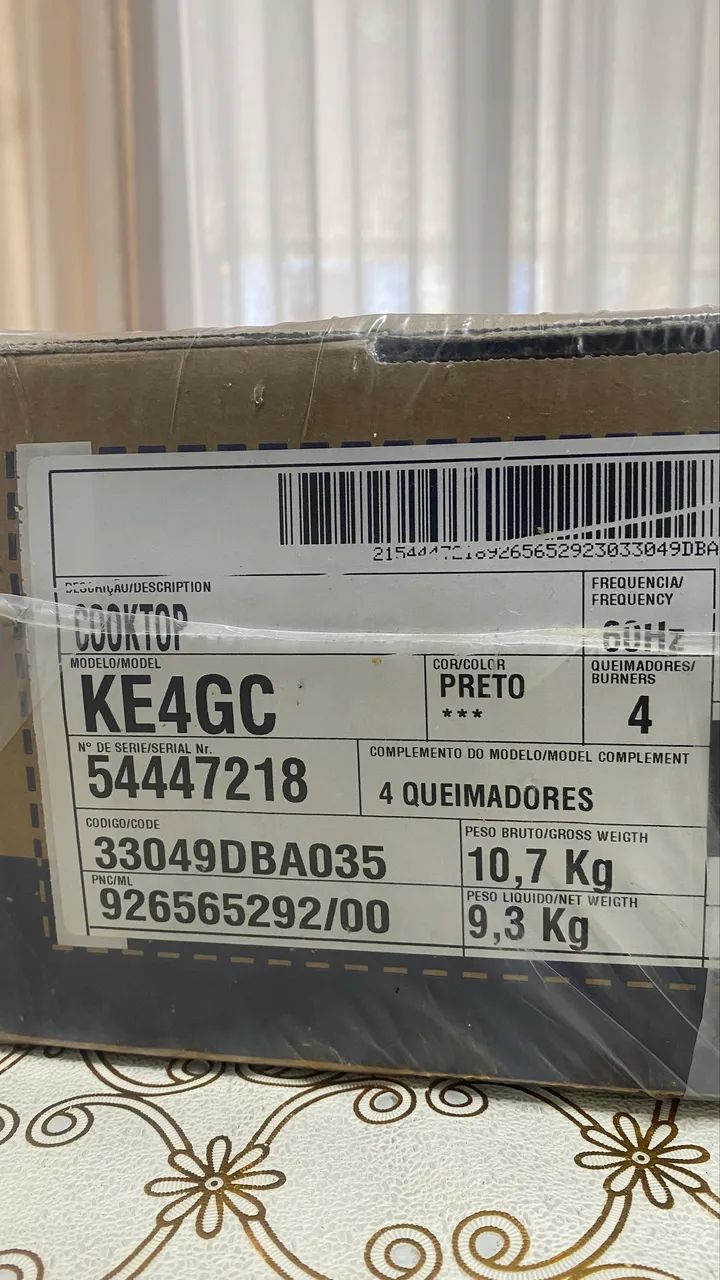 DESCRIÇÃO/DESCRIPTION
COOKTOP
FREQUENCIA/
FREQUENCY
60Hz
MODELO/MODEL
KE4GC
COR/COLOR
PRETO
***
QUEIMADORES/
BURNERS
4
Nº DE SERIE/SERIAL Nr.
54447218
COMPLEMENTO DO MODELO/MODEL COMPLEMENT
4 QUEIMADORES
CODIGO/CODE
33049DBA035
PESO BRUTO/GROSS WEIGTH
10,7 Kg
PNC/ML
926565292/00
PESO LIQUIDO/NET WEIGTH
9,3 Kg